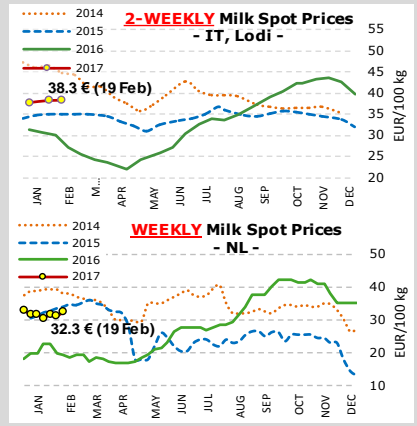 2-WEEKLY Milk Spot Prices
- IT, Lodi -
2014
2015
2016
2017
38.3 € (19 Feb)
55
50
45
40
35
30
25
20
EUR/100 kg
JAN
FEB
M...
APR
MAY
JUN
JUL
AUG
SEP
OCT
NOV
DEC
WEEKLY Milk Spot Prices
- NL -
2014
2015
2016
2017
32.3 € (19 Feb)
50
40
30
20
10
EUR/100 kg
JAN
FEB
MAR
APR
MAY
JUN
JUL
AUG
SEP
OCT
NOV
DEC